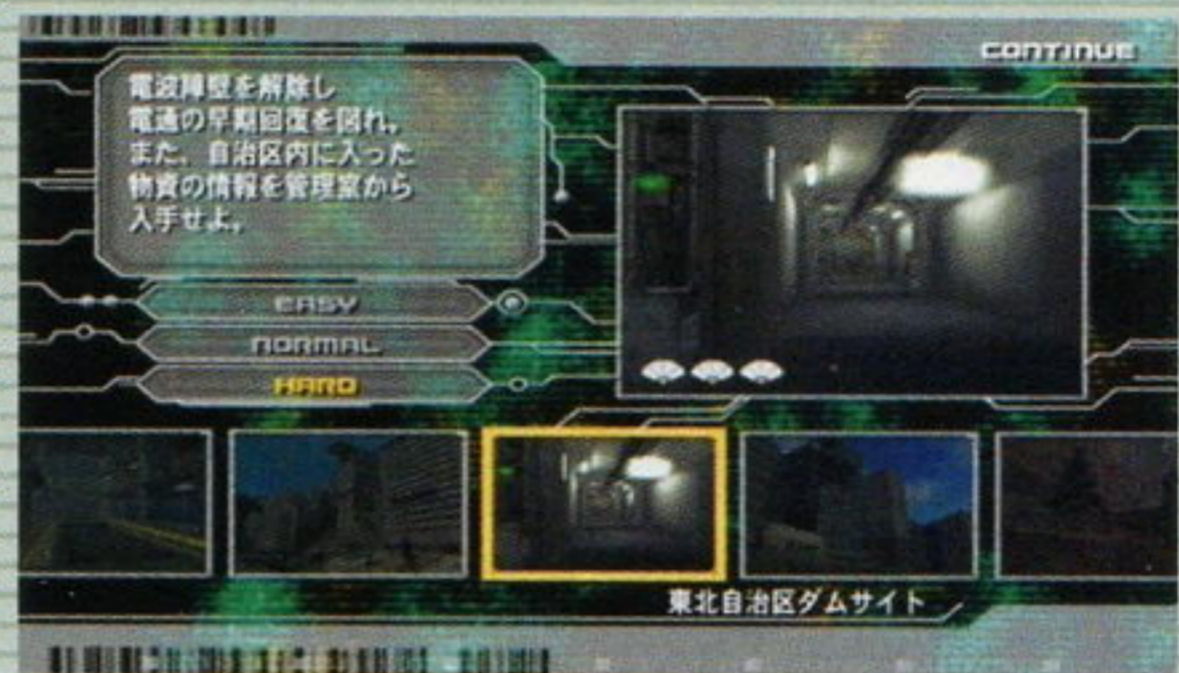 CONTINUE
電波障壁を解除し
電通の早期回復を図れ。
また、自治区内に入った
物資の情報を管理室から
入手せよ。
EASY
NORMAL
HARD
東北自治区ダムサイト